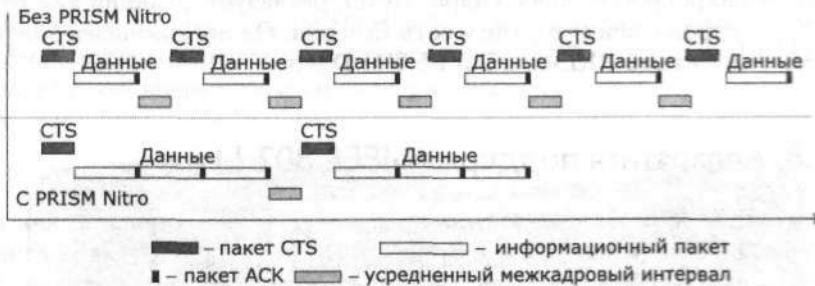 Без PRISM Nitro
CTS CTS CTS CTS CTS CTS
Данные Данные Данные Данные Данные Данные
CTS CTS
Данные Данные
С PRISM Nitro
– пакет CTS – информационный пакет
– пакет ACK – усредненный межкадровый интервал